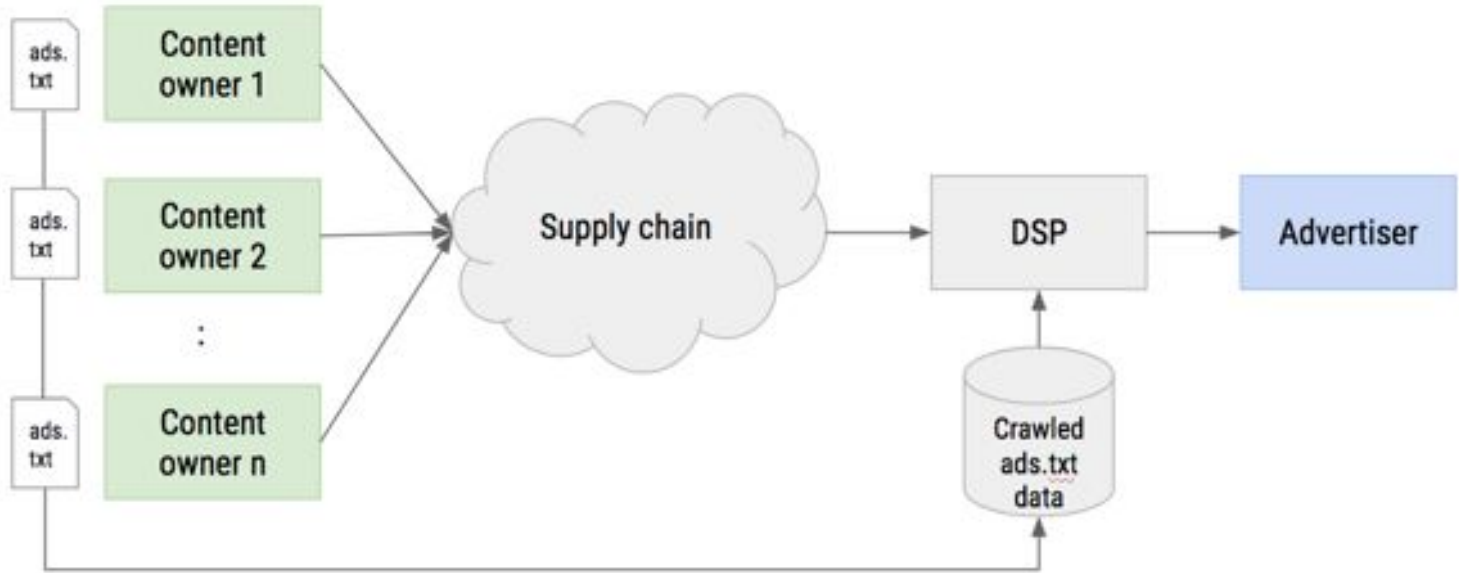 ads.
txt
Content
owner 1
ads.
txt
Content
owner 2
:
ads.
txt
Content
owner n
Supply chain
DSP
Advertiser
Crawled
ads.txt
data